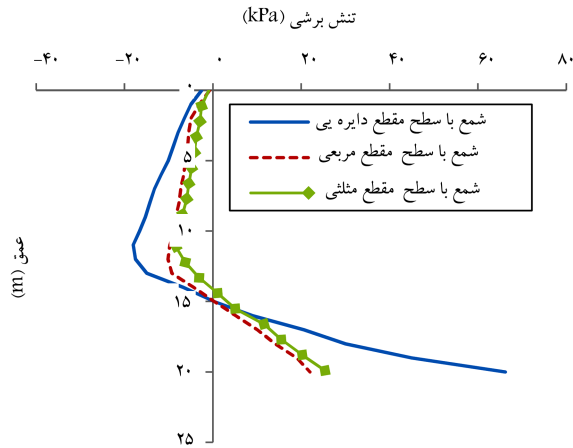 تنش برشی (kPa)
-۴۰ -۲۰ ۰ ۲۰ ۴۰ ۶۰ ۸۰
شمع با سطح مقطع دایره یی
شمع با سطح مقطع مربعی
شمع با سطح مقطع مثلثی
۰
۵
۱۰
۱۵
۲۰
۲۵
عمق (m)